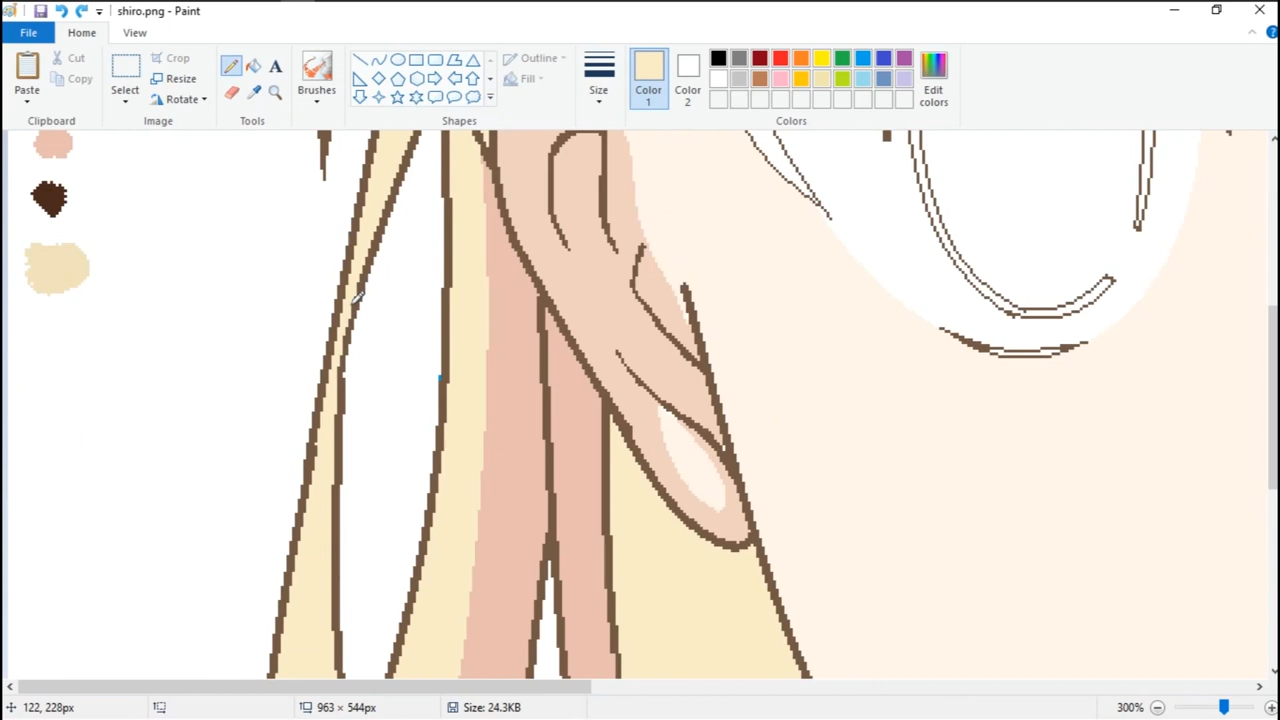 shiro.png - Paint
File
Home
View
Paste
Cut
Copy
Clipboard
Select
Crop
Resize
Rotate
Image
A
Tools
Brushes
Shapes
Outline
Fill
Size
Color 1
Color 2
Edit colors
Colors
122, 228px
963 × 544px
Size: 24.3KB
300%